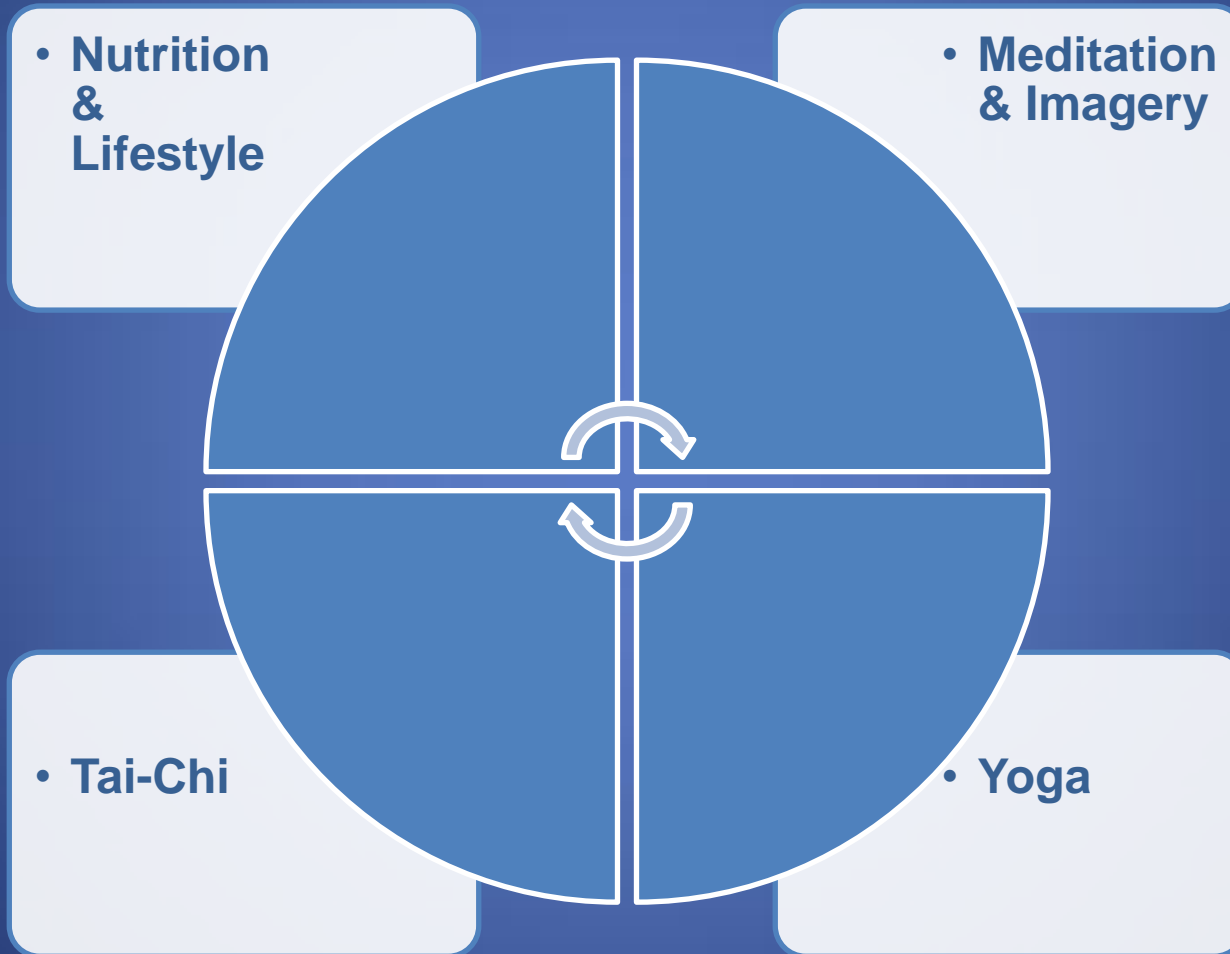 • Nutrition
&
Lifestyle
• Meditation
& Imagery
• Tai-Chi
• Yoga